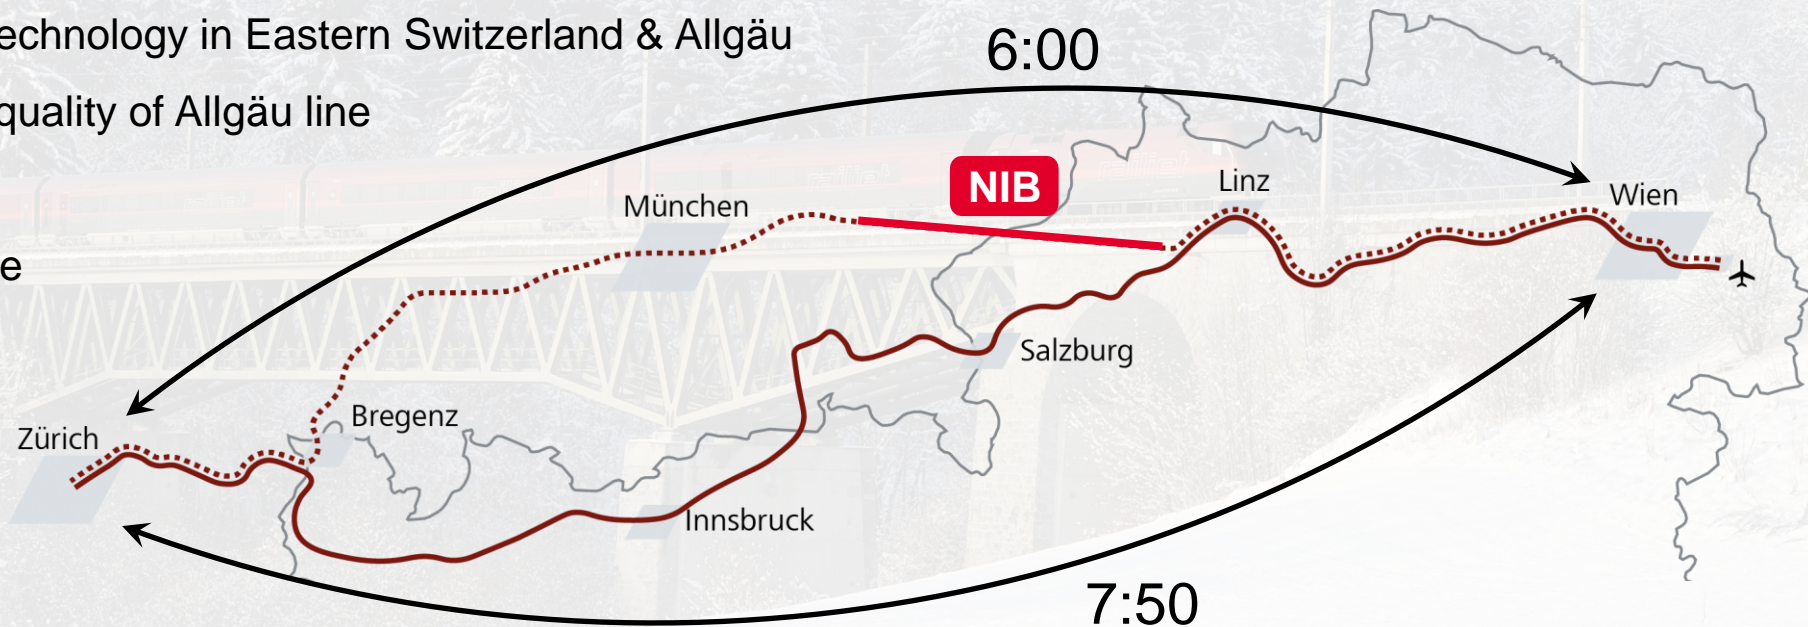 echnology in Eastern Switzerland & Allgäu
6:00
quality of Allgäu line
NIB
Linz
Wien
München
e
Salzburg
Bregenz
Zürich
Innsbruck
7:50